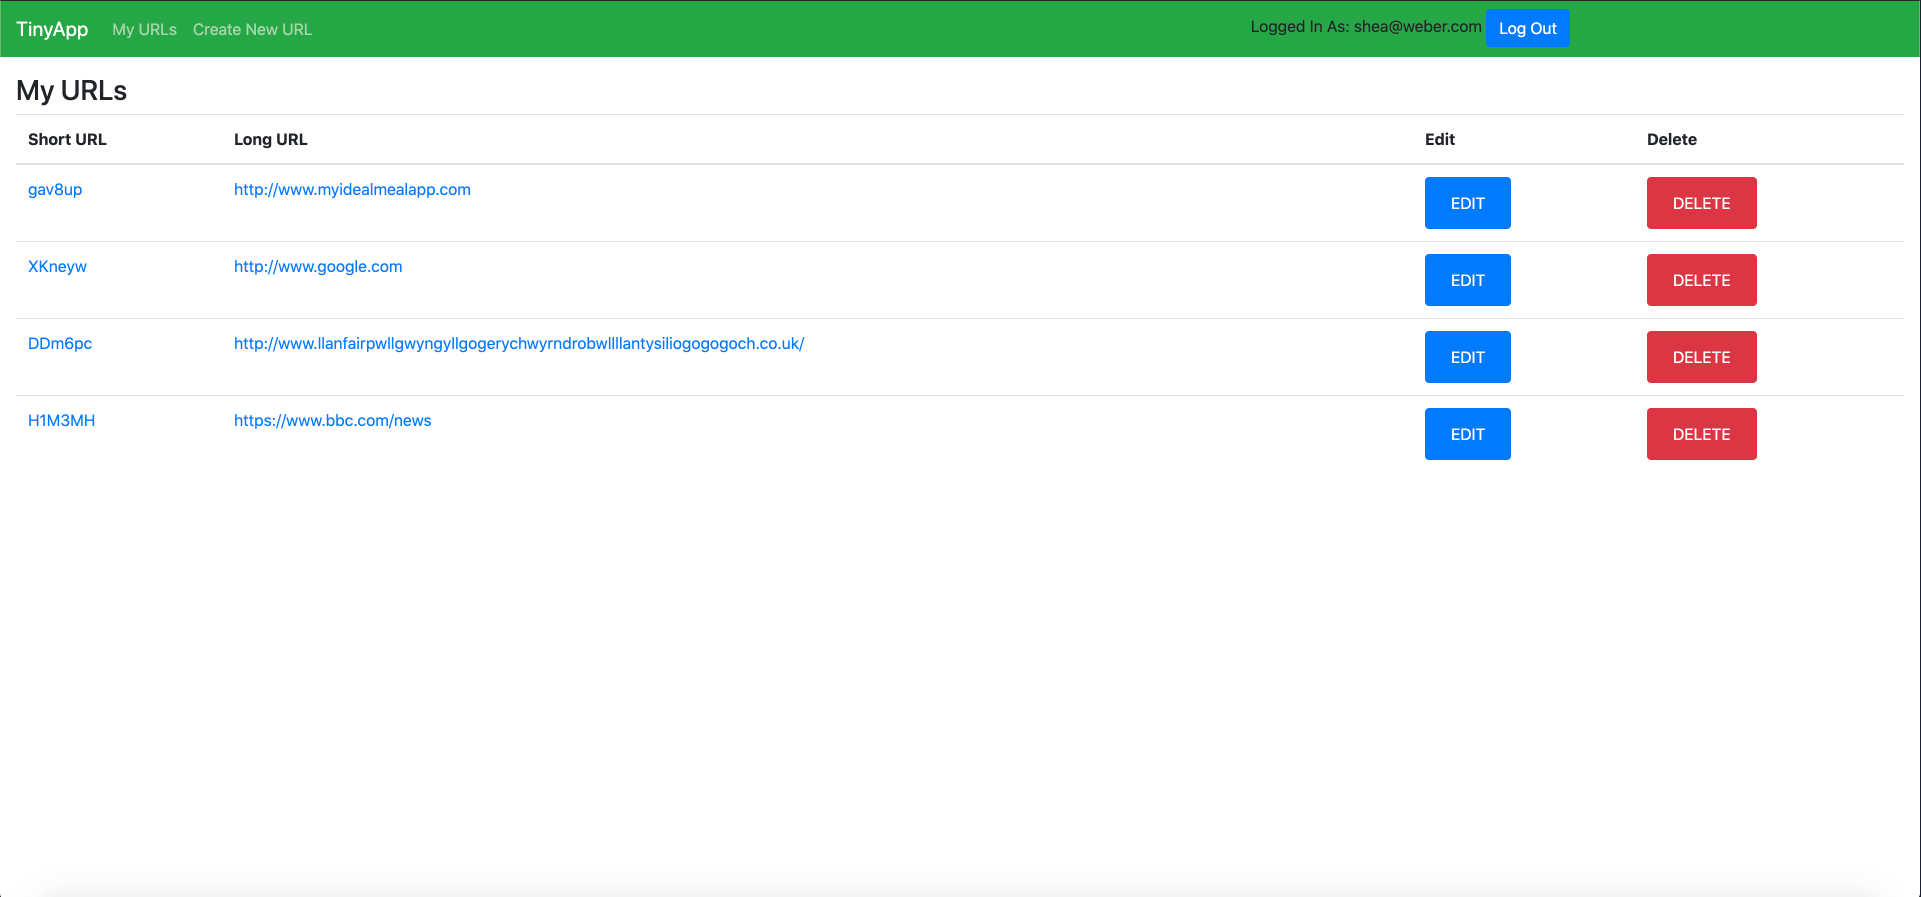 TinyApp My URLs Create New URL Logged In As: shea@weber.com Log Out
My URLs
Short URL Long URL Edit Delete
gav8up http://www.myidealmealapp.com EDIT DELETE
XKneyw http://www.google.com EDIT DELETE
DDm6pc http://www.llanfairpwllgwyngyllgogerychwyrndrobwllllantysiliogogogoch.co.uk/ EDIT DELETE
H1M3MH https://www.bbc.com/news EDIT DELETE